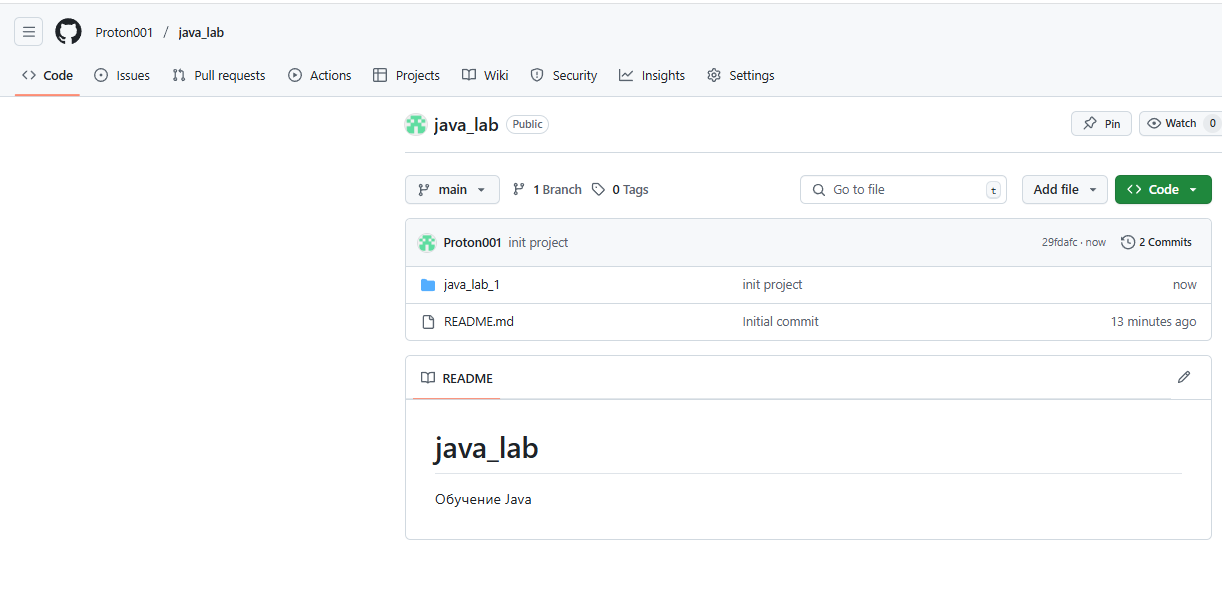 Proton001 / java_lab
Code Issues Pull requests Actions Projects Wiki Security Insights Settings
java_lab Public Pin Watch 0
main 1 Branch 0 Tags Go to file t Add file Code
Proton001 init project 29fdafc · now 2 Commits
java_lab_1 init project now
README.md Initial commit 13 minutes ago
README
java_lab
Обучение Java